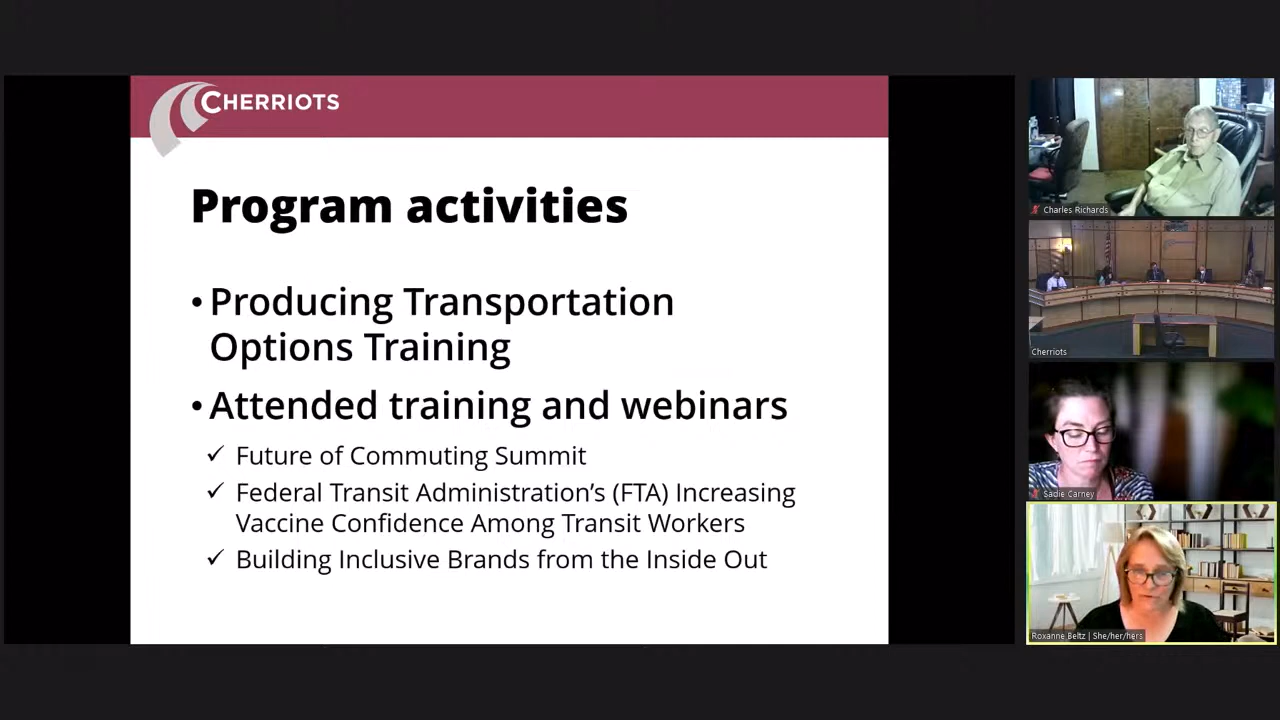 CHERRIOTS
Program activities
• Producing Transportation
Options Training
• Attended training and webinars
✓ Future of Commuting Summit
✓ Federal Transit Administration’s (FTA) Increasing
Vaccine Confidence Among Transit Workers
✓ Building Inclusive Brands from the Inside Out
Charles Richards
Cherriots
Sadie Carney
Roxanne Beltz | She/her/hers